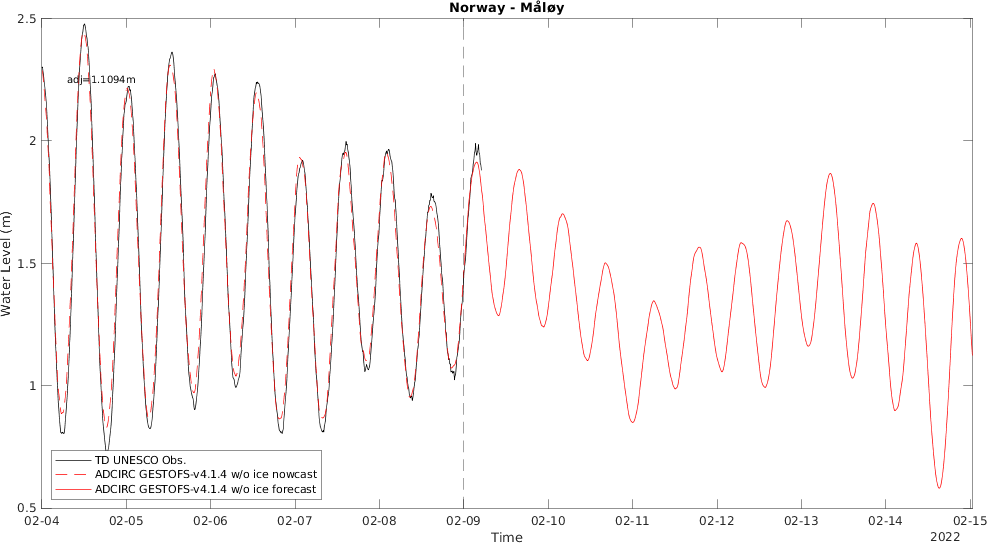 Norway - Måløy
2.5
adj=1.1094m
2
Water Level (m)
1.5
1
TD UNESCO Obs.
ADCIRC GESTOFS-v4.1.4 w/o ice nowcast
ADCIRC GESTOFS-v4.1.4 w/o ice forecast
0.5
02-04 02-05 02-06 02-07 02-08 02-09 02-10 02-11 02-12 02-13 02-14 02-15
Time
2022